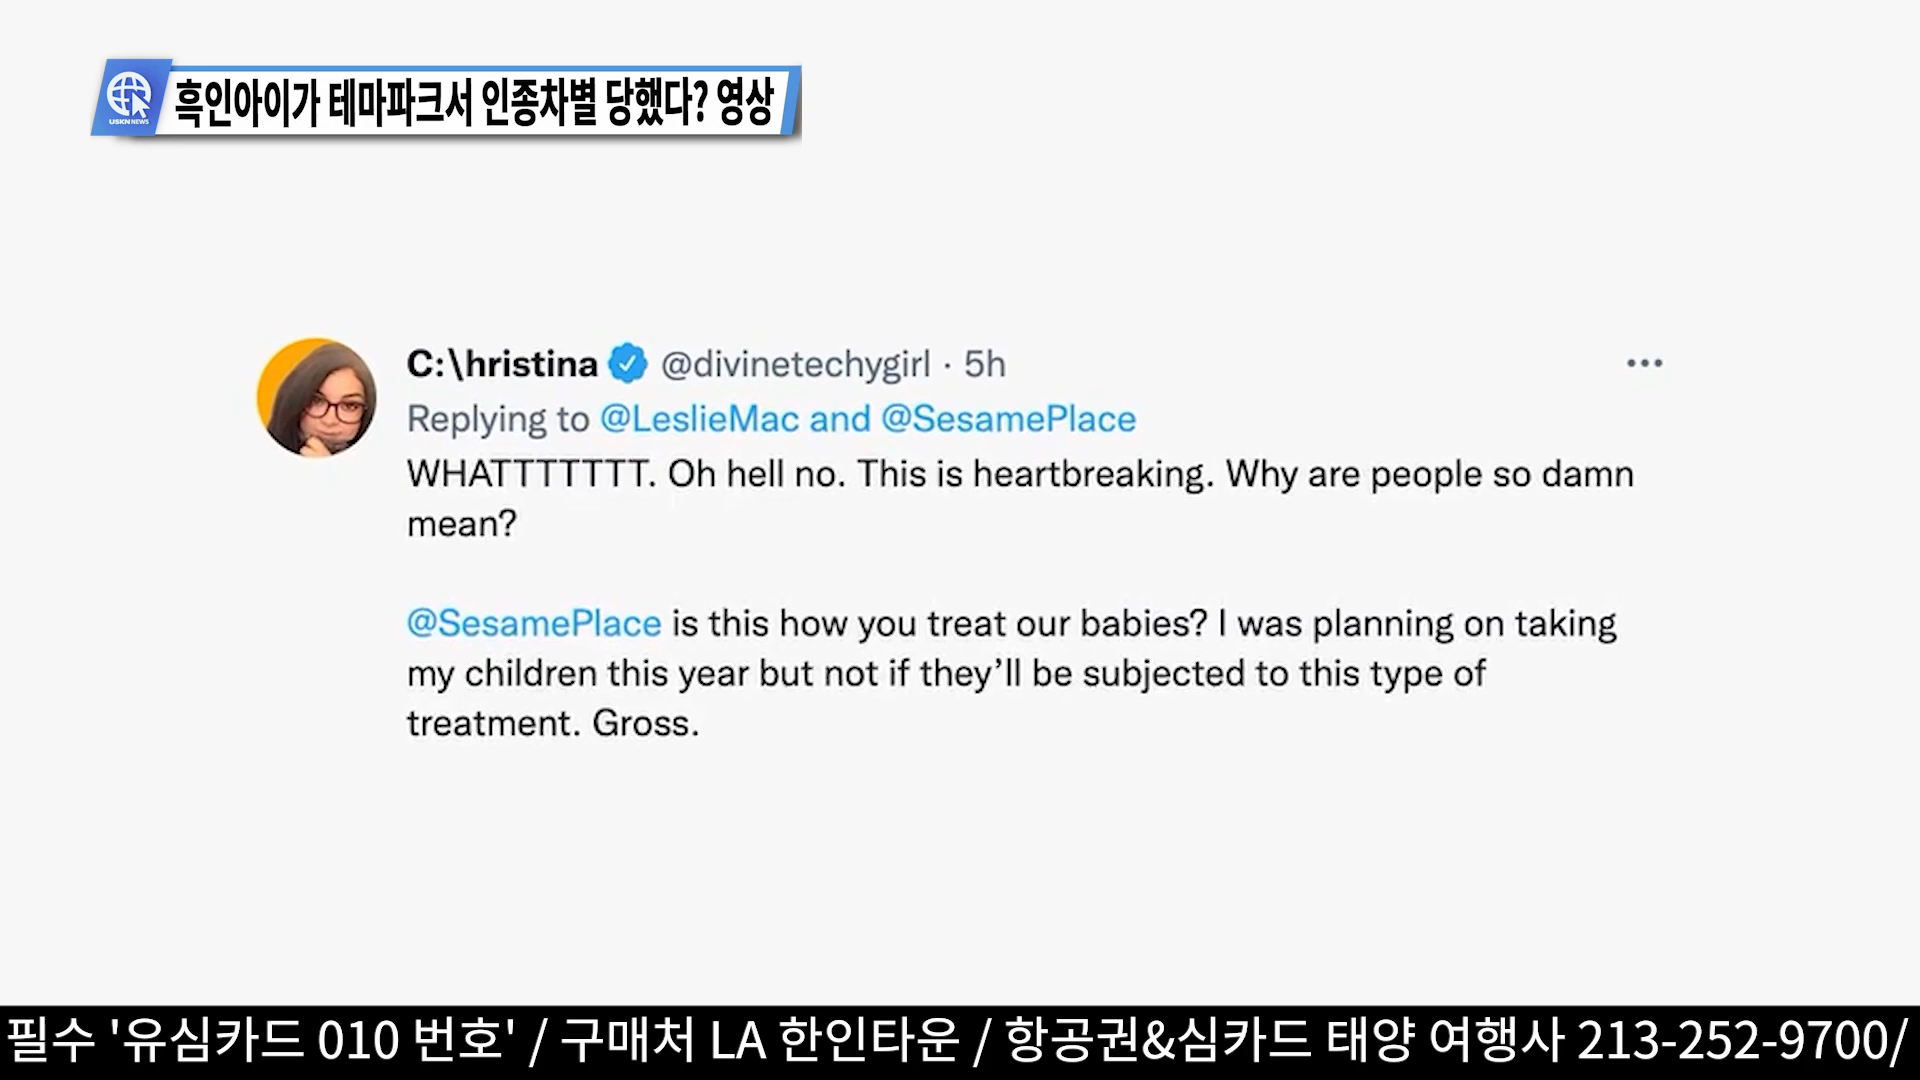 흑인아이가 테마파크서 인종차별 당했다? 영상
USKN NEWS
C:\hristina @divinetechygirl · 5h
Replying to @LeslieMac and @SesamePlace
WHATTTTTTT. Oh hell no. This is heartbreaking. Why are people so damn
mean?
@SesamePlace is this how you treat our babies? I was planning on taking
my children this year but not if they’ll be subjected to this type of
treatment. Gross.
필수 '유심카드 010 번호' / 구매처 LA 한인타운 / 항공권&심카드 태양 여행사 213-252-9700/